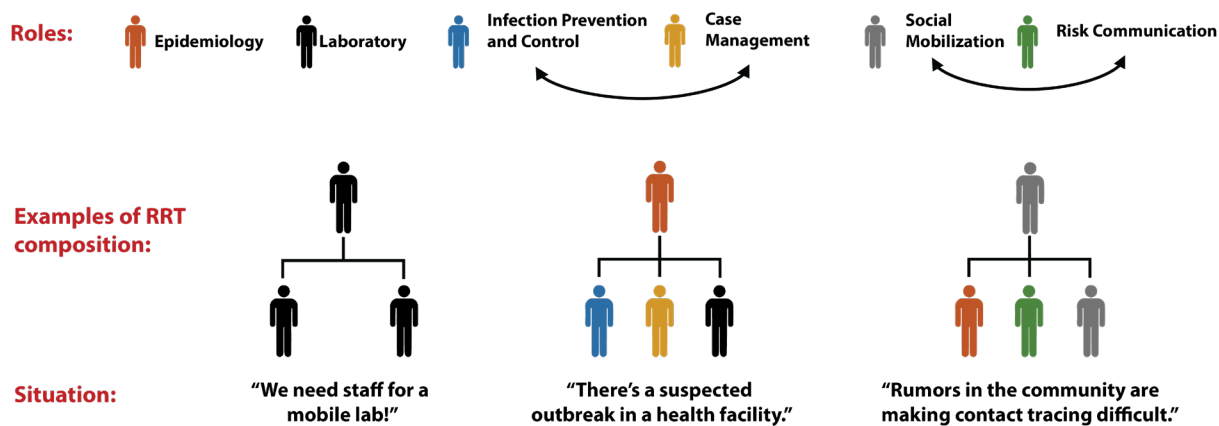 Roles:
Epidemiology
Laboratory
Infection Prevention
and Control
Case
Management
Social
Mobilization
Risk Communication
Examples of RRT
composition:
Situation:
“We need staff for a
mobile lab!”
“There’s a suspected
outbreak in a health facility.”
“Rumors in the community are
making contact tracing difficult.”